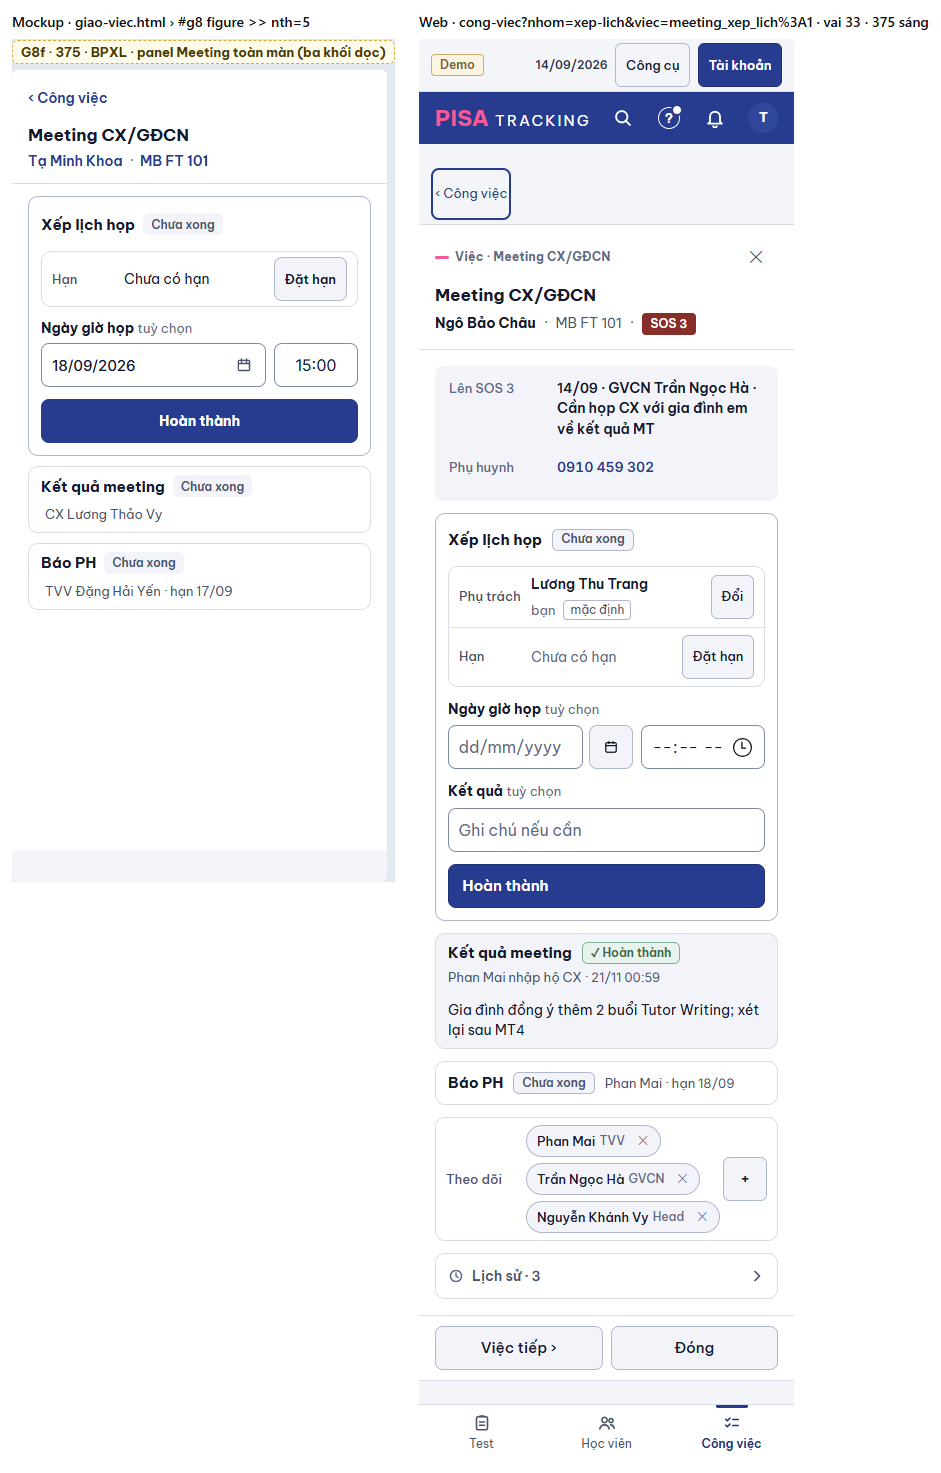 Mockup · giao-viec.html › #g8 figure >> nth=5
G8f · 375 · BPXL · panel Meeting toàn màn (ba khối dọc)
‹ Công việc
Meeting CX/GĐCN
Tạ Minh Khoa · MB FT 101
Xếp lịch họp Chưa xong
Hạn Chưa có hạn Đặt hạn
Ngày giờ họp tuỳ chọn
18/09/2026 15:00
Hoàn thành
Kết quả meeting Chưa xong
CX Lương Thảo Vy
Báo PH Chưa xong
TVV Đặng Hải Yến · hạn 17/09
Web · cong-viec?nhom=xep-lich&viec=meeting_xep_lich%3A1 · vai 33 · 375 sáng
Demo 14/09/2026 Công cụ Tài khoản
PISA TRACKING ? T
‹ Công việc
Việc · Meeting CX/GĐCN
Meeting CX/GĐCN
Ngô Bảo Châu · MB FT 101 · SOS 3
Lên SOS 3 14/09 · GVCN Trần Ngọc Hà ·
Cần họp CX với gia đình em
về kết quả MT
Phụ huynh 0910 459 302
Xếp lịch họp Chưa xong
Phụ trách Lương Thu Trang Đổi
bạn mặc định
Hạn Chưa có hạn Đặt hạn
Ngày giờ họp tuỳ chọn
dd/mm/yyyy --:-- --
Kết quả tuỳ chọn
Ghi chú nếu cần
Hoàn thành
Kết quả meeting ✓ Hoàn thành
Phan Mai nhập hộ CX · 21/11 00:59
Gia đình đồng ý thêm 2 buổi Tutor Writing; xét
lại sau MT4
Báo PH Chưa xong Phan Mai · hạn 18/09
Phan Mai TVV
Theo dõi Trần Ngọc Hà GVCN +
Nguyễn Khánh Vy Head
Lịch sử · 3
Việc tiếp › Đóng
Test Học viên Công việc